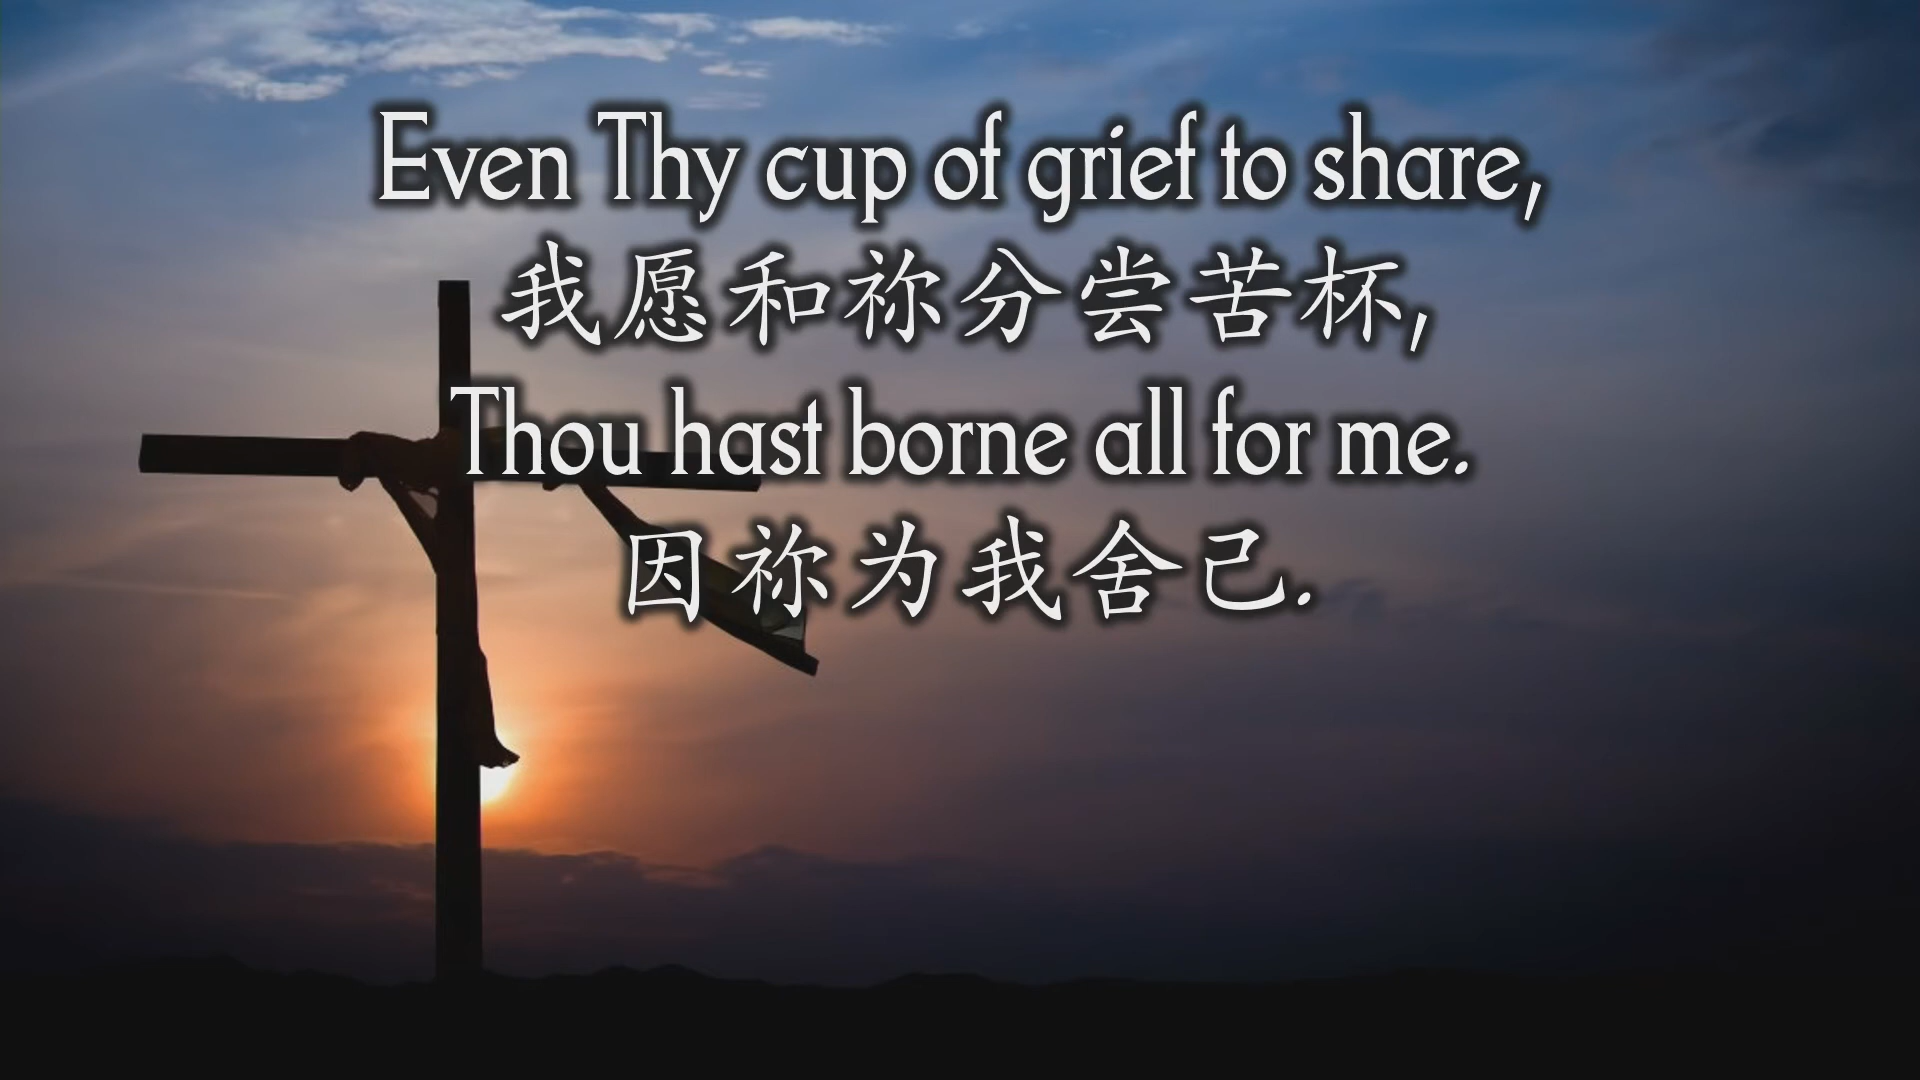 Even Thy cup of grief to share,
我愿和祢分尝苦杯,
Thou hast borne all for me.
因祢为我舍己.